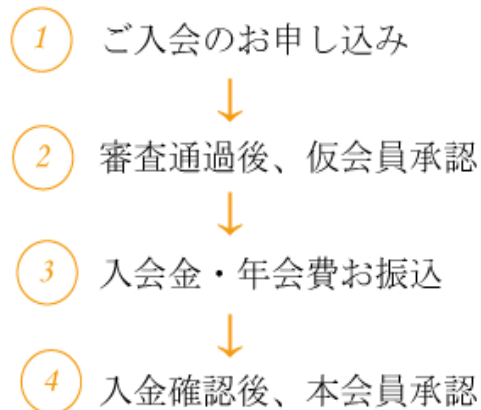 1 ご入会のお申し込み
↓
2 審査通過後、仮会員承認
↓
3 入会金・年会費お振込
↓
4 入金確認後、本会員承認